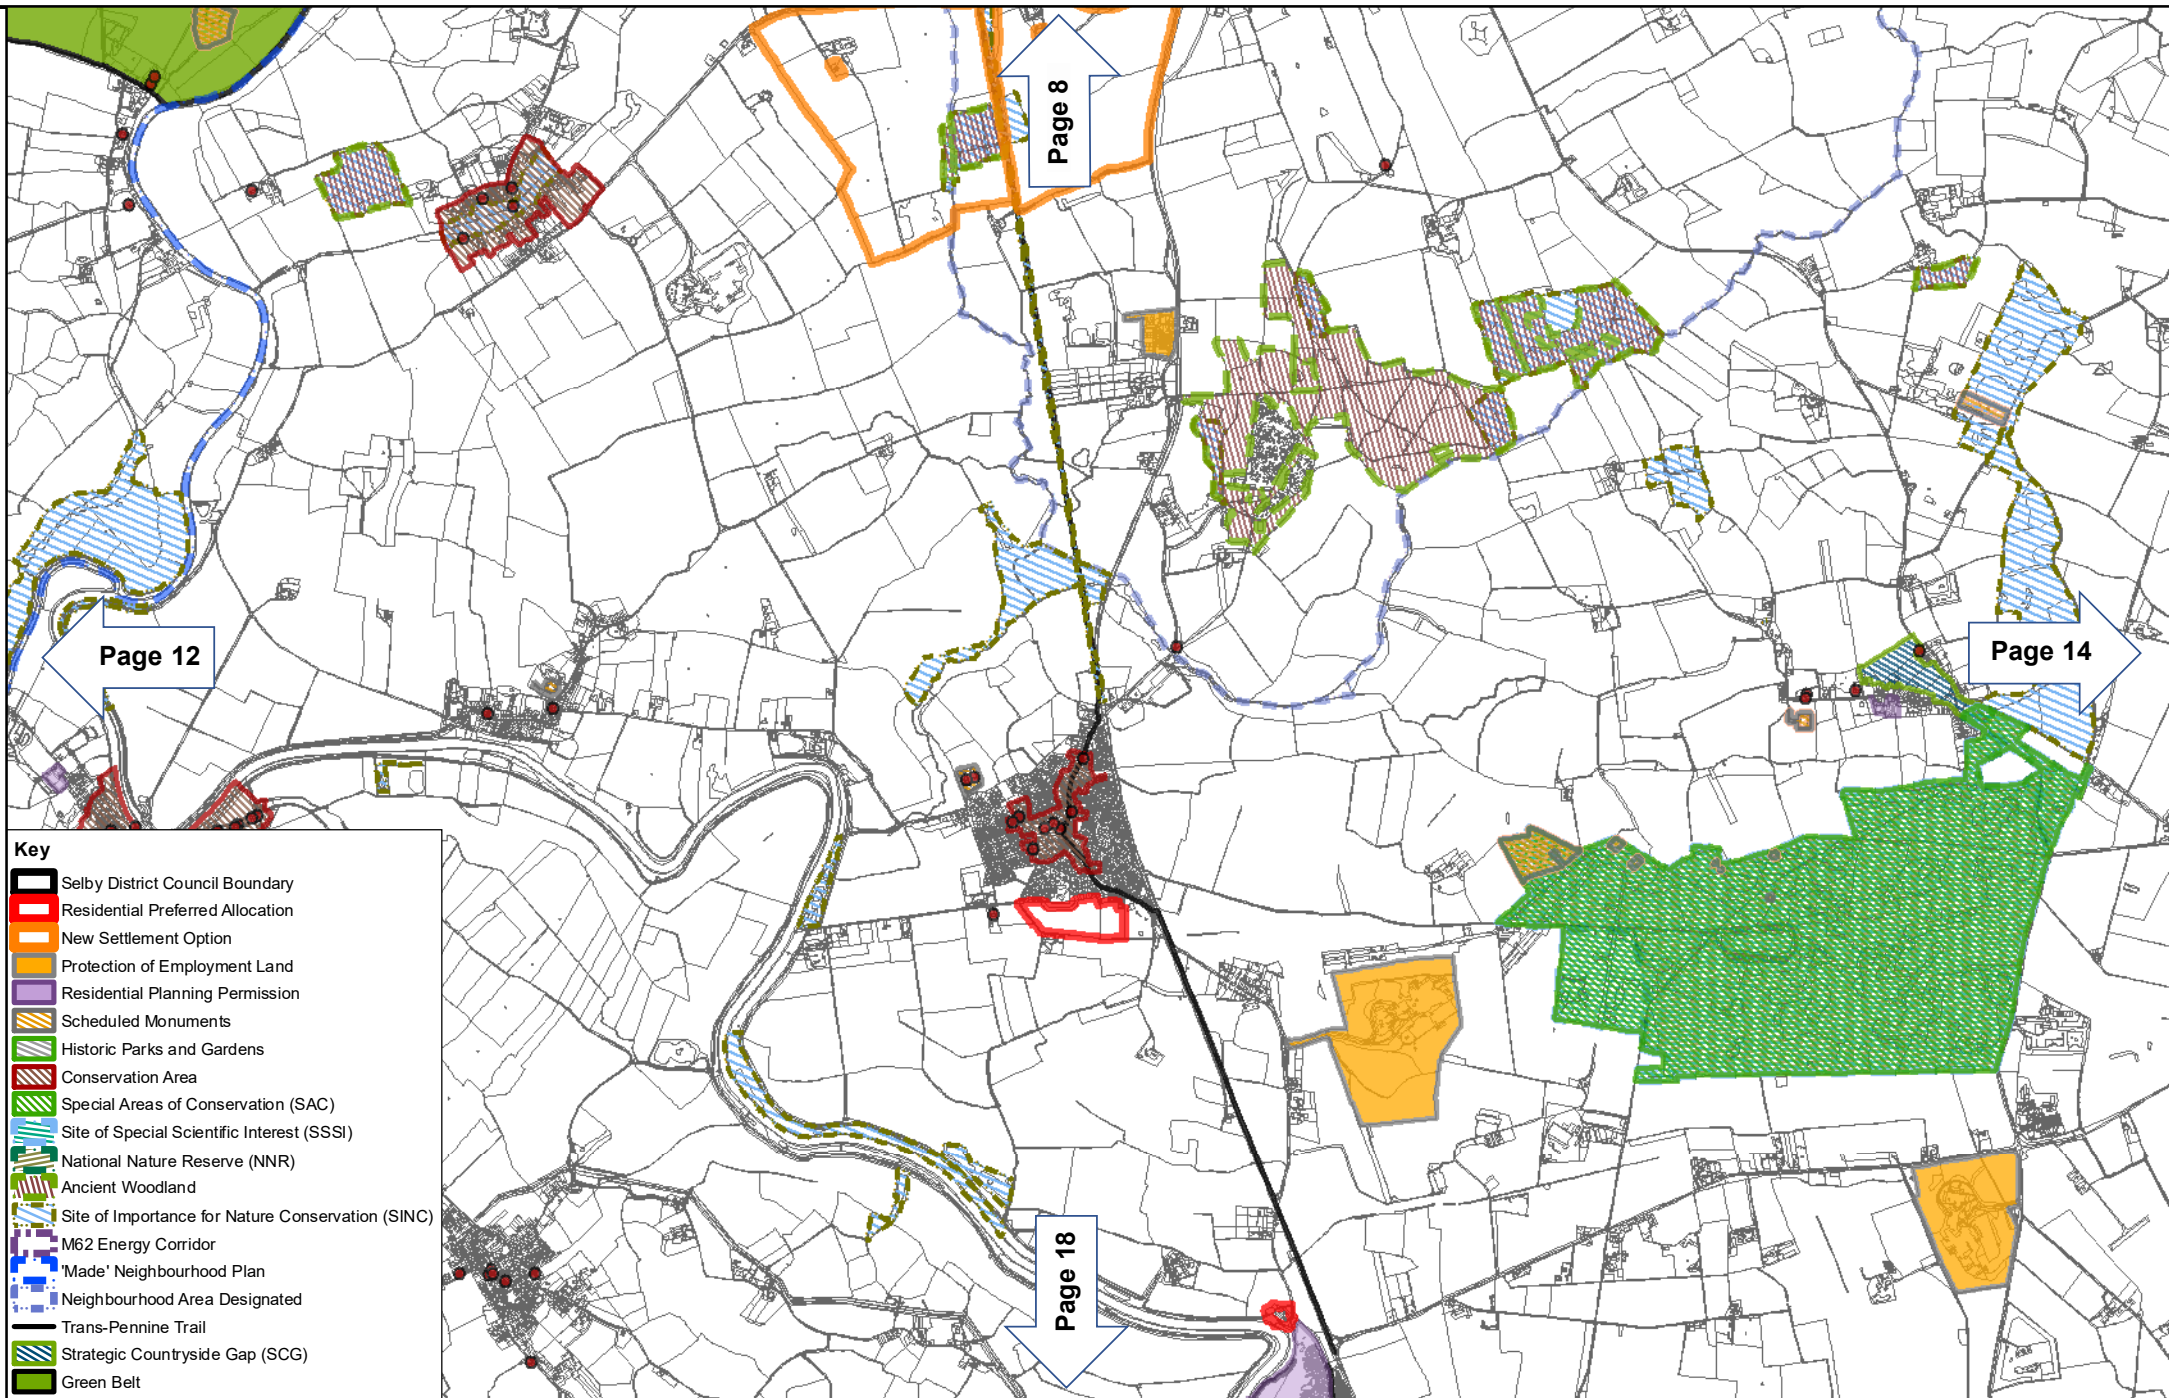 Page 8
Page 12
Page 14
Page 18
Key
Selby District Council Boundary
Residential Preferred Allocation
New Settlement Option
Protection of Employment Land
Residential Planning Permission
Scheduled Monuments
Historic Parks and Gardens
Conservation Area
Special Areas of Conservation (SAC)
Site of Special Scientific Interest (SSSI)
National Nature Reserve (NNR)
Ancient Woodland
Site of Importance for Nature Conservation (SINC)
M62 Energy Corridor
'Made' Neighbourhood Plan
Neighbourhood Area Designated
Trans-Pennine Trail
Strategic Countryside Gap (SCG)
Green Belt